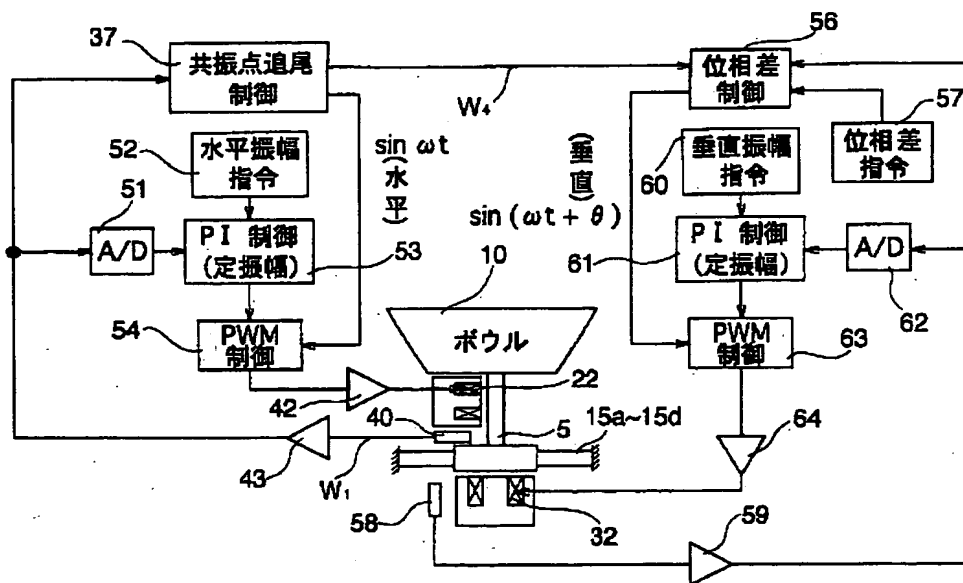 37
共振点追尾
制御
W₄
56
位相差
制御
57
位相差
指令
52
水平振幅
指令
sin ωt
(水平)
(垂直)
sin (ωt + θ)
60
垂直振幅
指令
51
A/D
PI 制御
(定振幅)
53
10
61
PI 制御
(定振幅)
A/D
62
54
PWM
制御
ボウル
PWM
制御
63
42
22
40
5
15a~15d
64
43
W₁
58
32
59